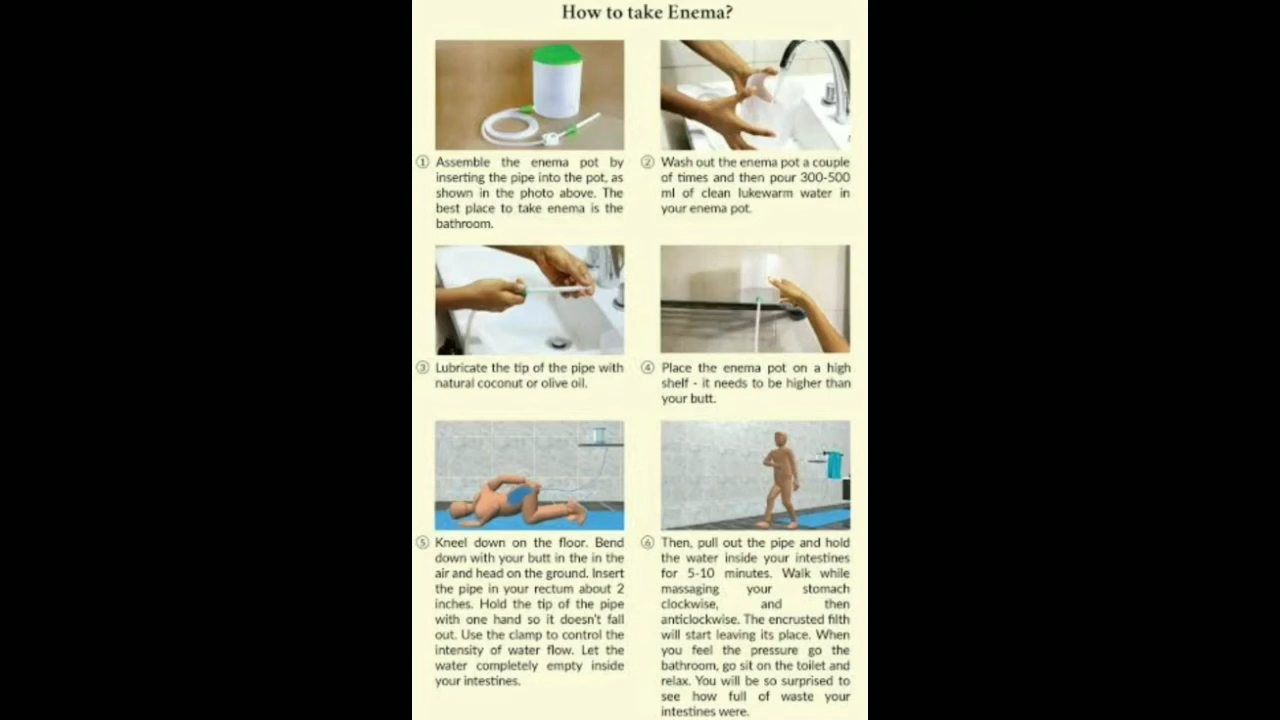 How to take Enema?
① Assemble the enema pot by
inserting the pipe into the pot, as
shown in the photo above. The
best place to take enema is the
bathroom.
② Wash out the enema pot a couple
of times and then pour 300-500
ml of clean lukewarm water in
your enema pot.
③ Lubricate the tip of the pipe with
natural coconut or olive oil.
④ Place the enema pot on a high
shelf - it needs to be higher than
your butt.
⑤ Kneel down on the floor. Bend
down with your butt in the in the
air and head on the ground. Insert
the pipe in your rectum about 2
inches. Hold the tip of the pipe
with one hand so it doesn't fall
out. Use the clamp to control the
intensity of water flow. Let the
water completely empty inside
your intestines.
⑥ Then, pull out the pipe and hold
the water inside your intestines
for 5-10 minutes. Walk while
massaging your stomach
clockwise, and then
anticlockwise. The encrusted filth
will start leaving its place. When
you feel the pressure go the
bathroom, go sit on the toilet and
relax. You will be so surprised to
see how full of waste your
intestines were.